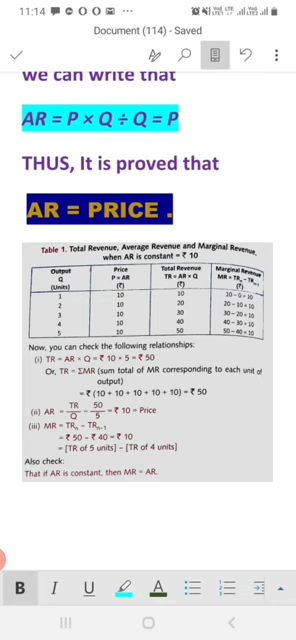 11:14
Document (114) - Saved
we can write that
AR = P × Q ÷ Q = P
THUS, It is proved that
AR = PRICE .
Table 1. Total Revenue, Average Revenue and Marginal Revenue,
when AR is constant = ₹ 10
Output Q (Units) Price P = AR (₹) Total Revenue TR = AR × Q (₹) Marginal Revenue MR = TRn – TRn-1 (₹)
1 10 10 10 – 0 = 10
2 10 20 20 – 10 = 10
3 10 30 30 – 20 = 10
4 10 40 40 – 30 = 10
5 10 50 50 – 40 = 10
Now, you can check the following relationships:
(i) TR = AR × Q = ₹ 10 × 5 = ₹ 50
Or, TR = ΣMR (sum total of MR corresponding to each unit of
output)
= ₹ (10 + 10 + 10 + 10 + 10) = ₹ 50
(ii) AR = TR/Q = 50/5 = ₹ 10 = Price
(iii) MR = TRn – TRn-1
= ₹ 50 – ₹ 40 = ₹ 10
= [TR of 5 units] – [TR of 4 units]
Also check:
That if AR is constant, then MR = AR.
B I U A